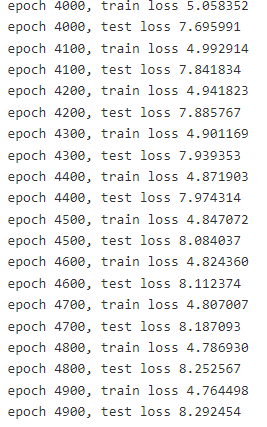 epoch 4000, train loss 5.058352
epoch 4000, test loss 7.695991
epoch 4100, train loss 4.992914
epoch 4100, test loss 7.841834
epoch 4200, train loss 4.941823
epoch 4200, test loss 7.885767
epoch 4300, train loss 4.901169
epoch 4300, test loss 7.939353
epoch 4400, train loss 4.871903
epoch 4400, test loss 7.974314
epoch 4500, train loss 4.847072
epoch 4500, test loss 8.084037
epoch 4600, train loss 4.824360
epoch 4600, test loss 8.112374
epoch 4700, train loss 4.807007
epoch 4700, test loss 8.187093
epoch 4800, train loss 4.786930
epoch 4800, test loss 8.252567
epoch 4900, train loss 4.764498
epoch 4900, test loss 8.292454